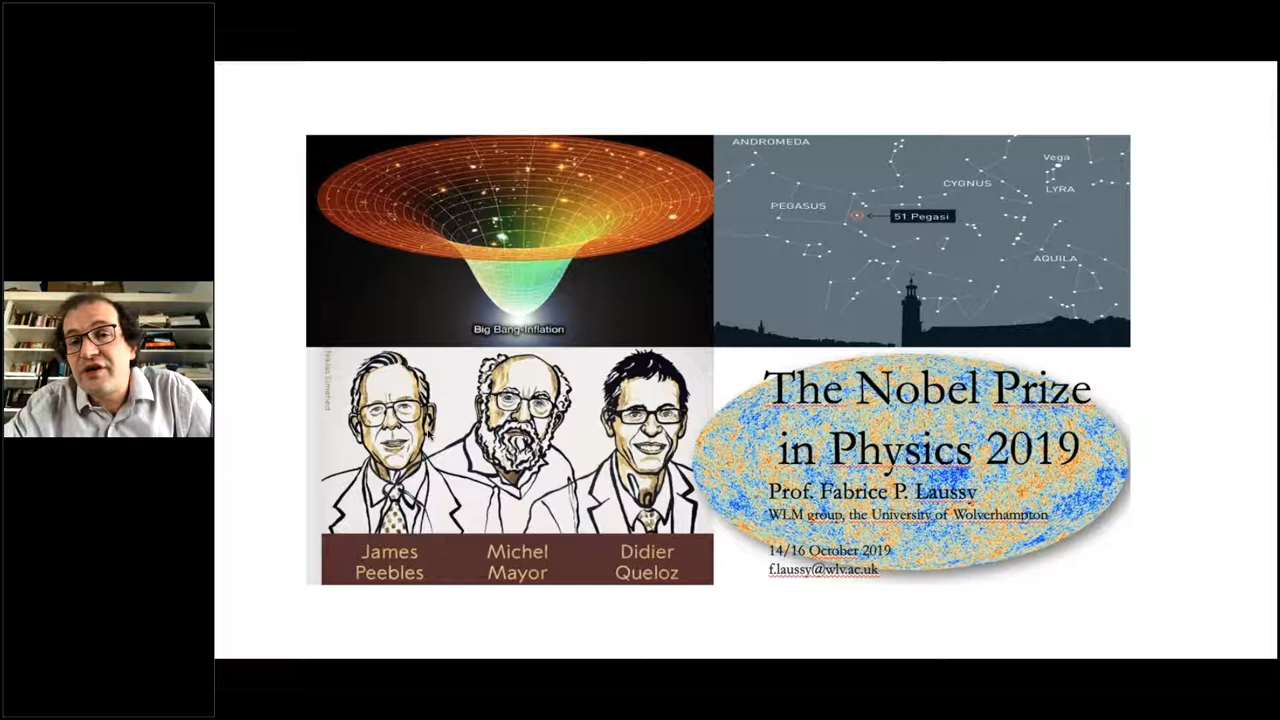 ANDROMEDA
Vega
CYGNUS
LYRA
PEGASUS
51 Pegasi
AQUILA
Big Bang-Inflation
Niklas Elmehed
The Nobel Prize
in Physics 2019
Prof. Fabrice P. Laussy
WLM group, the University of Wolverhampton
14/16 October 2019
f.laussy@wlv.ac.uk
James
Peebles
Michel
Mayor
Didier
Queloz